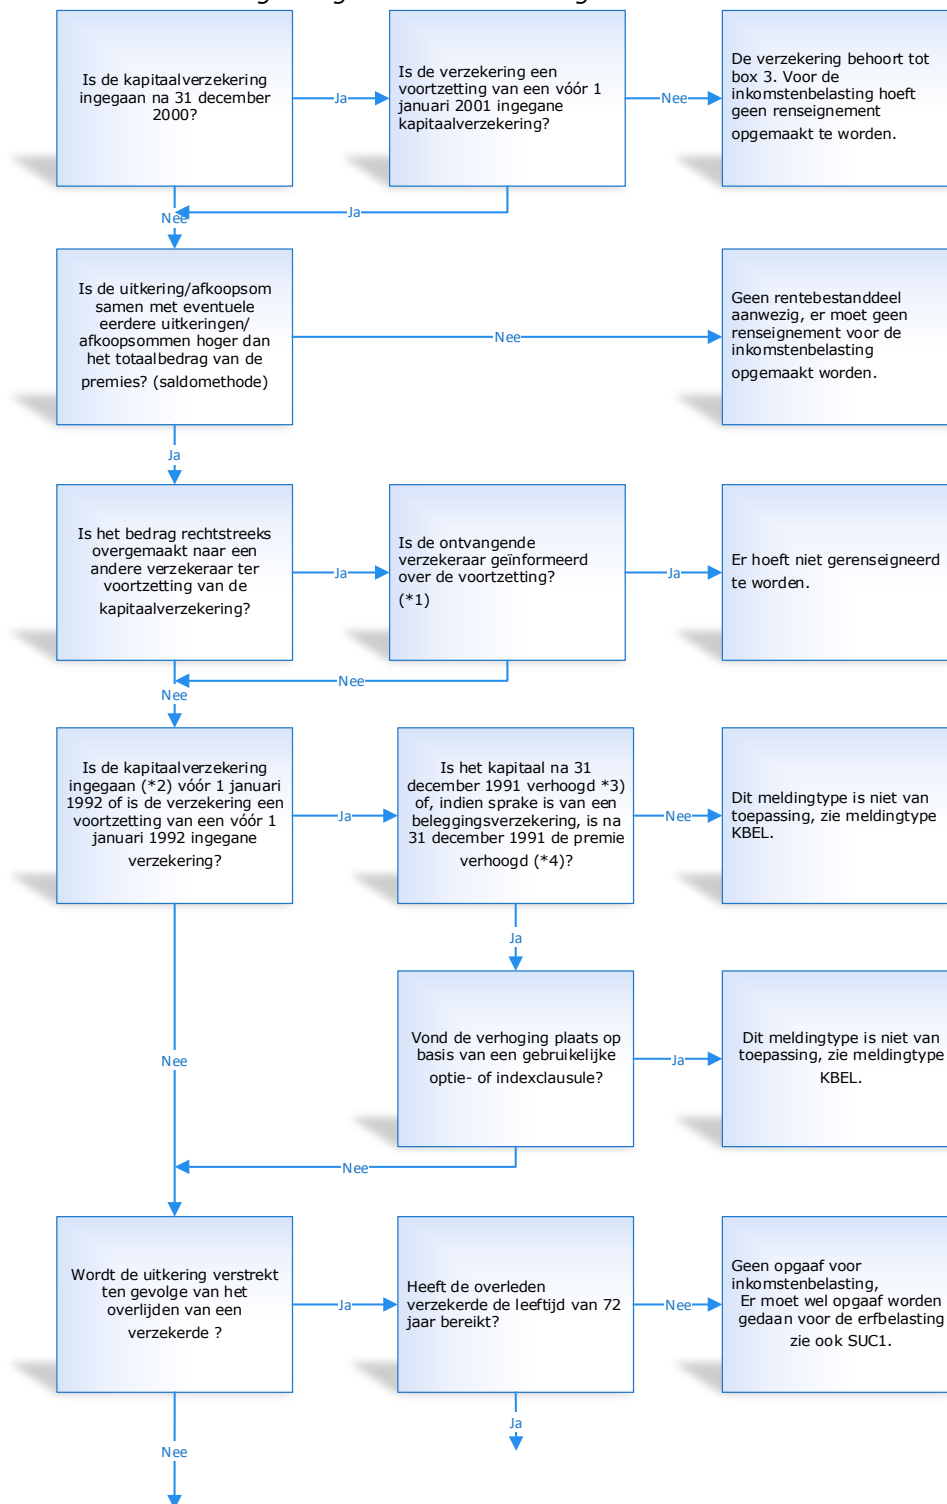 Is de kapitaalverzekering
ingegaan na 31 december
2000?
Ja
Is de verzekering een
voortzetting van een vóór 1
januari 2001 ingegane
kapitaalverzekering?
Nee
De verzekering behoort tot
box 3. Voor de
inkomstenbelasting hoeft
geen renseignement
opgemaakt te worden.
Ja
Nee
Is de uitkering/afkoopsom
samen met eventuele
eerdere uitkeringen/
afkoopsommen hoger dan
het totaalbedrag van de
premies? (saldomethode)
Nee
Geen rentebestanddeel
aanwezig, er moet geen
renseignement voor de
inkomstenbelasting
opgemaakt worden.
Ja
Is het bedrag rechtstreeks
overgemaakt naar een
andere verzekeraar ter
voortzetting van de
kapitaalverzekering?
Ja
Is de ontvangende
verzekeraar geïnformeerd
over de voortzetting?
(*1)
Ja
Er hoeft niet gerenseigneerd
te worden.
Nee
Nee
Is de kapitaalverzekering
ingegaan (*2) vóór 1 januari
1992 of is de verzekering een
voortzetting van een vóór 1
januari 1992 ingegane
verzekering?
Ja
Is het kapitaal na 31
december 1991 verhoogd *3)
of, indien sprake is van een
beleggingsverzekering, is na
31 december 1991 de premie
verhoogd (*4)?
Nee
Dit meldingtype is niet van
toepassing, zie meldingtype
KBEL.
Ja
Vond de verhoging plaats op
basis van een gebruikelijke
optie- of indexclausule?
Ja
Dit meldingtype is niet van
toepassing, zie meldingtype
KBEL.
Nee
Nee
Wordt de uitkering verstrekt
ten gevolge van het
overlijden van een
verzekerde ?
Ja
Heeft de overleden
verzekerde de leeftijd van 72
jaar bereikt?
Nee
Geen opgaaf voor
inkomstenbelasting,
Er moet wel opgaaf worden
gedaan voor de erfbelasting
zie ook SUC1.
Ja
Nee